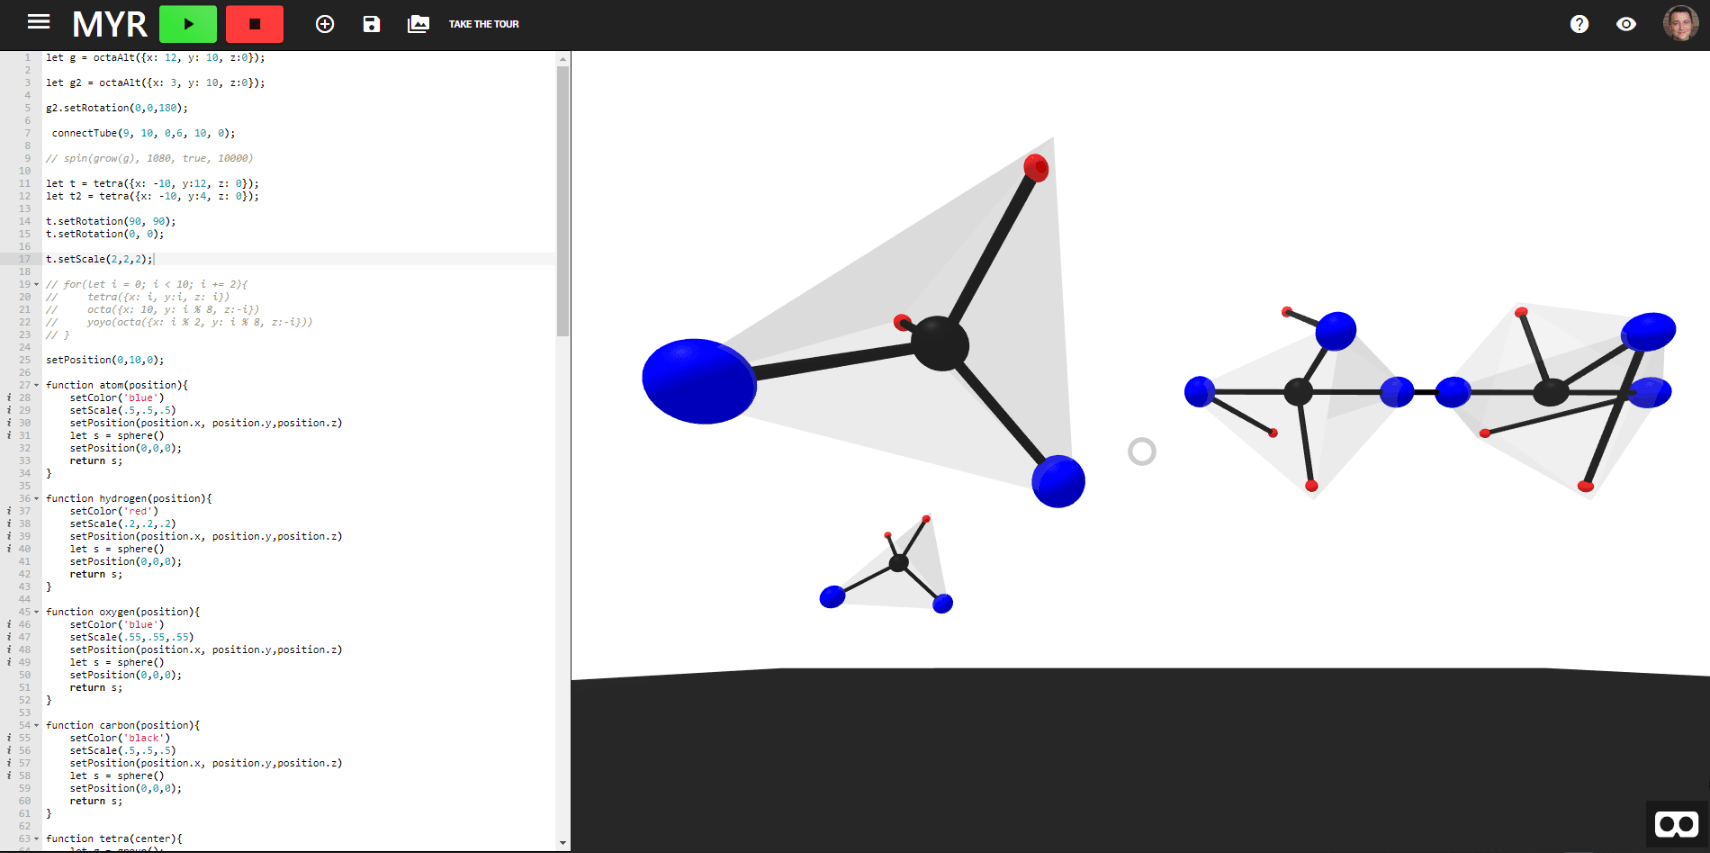 MYR
TAKE THE TOUR
1 let g = octaAlt({x: 12, y: 10, z:0});
2
3 let g2 = octaAlt({x: 3, y: 10, z:0});
4
5 g2.setRotation(0,0,180);
6
7 connectTube(9, 10, 0,6, 10, 0);
8
9 // spin(grow(g), 1080, true, 10000)
10
11 let t = tetra({x: -10, y:12, z: 0});
12 let t2 = tetra({x: -10, y:4, z: 0});
13
14 t.setRotation(90, 90);
15 t.setRotation(0, 0);
16
17 t.setScale(2,2,2);
18
19 // for(let i = 0; i < 10; i += 2){
20 // tetra({x: i, y:i, z: i})
21 // octa({x: 10, y: i % 8, z:-i})
22 // yoyo(octa({x: i % 2, y: i % 8, z:-i}))
23 // }
24
25 setPosition(0,10,0);
26
27 function atom(position){
i 28 setColor('blue')
i 29 setScale(.5,.5,.5)
i 30 setPosition(position.x, position.y,position.z)
i 31 let s = sphere()
32 setPosition(0,0,0);
33 return s;
34 }
35
36 function hydrogen(position){
i 37 setColor('red')
i 38 setScale(.2,.2,.2)
i 39 setPosition(position.x, position.y,position.z)
i 40 let s = sphere()
41 setPosition(0,0,0);
42 return s;
43 }
44
45 function oxygen(position){
i 46 setColor('blue')
i 47 setScale(.55,.55,.55)
i 48 setPosition(position.x, position.y,position.z)
i 49 let s = sphere()
50 setPosition(0,0,0);
51 return s;
52 }
53
54 function carbon(position){
i 55 setColor('black')
i 56 setScale(.5,.5,.5)
i 57 setPosition(position.x, position.y,position.z)
i 58 let s = sphere()
59 setPosition(0,0,0);
60 return s;
61 }
62
63 function tetra(center){